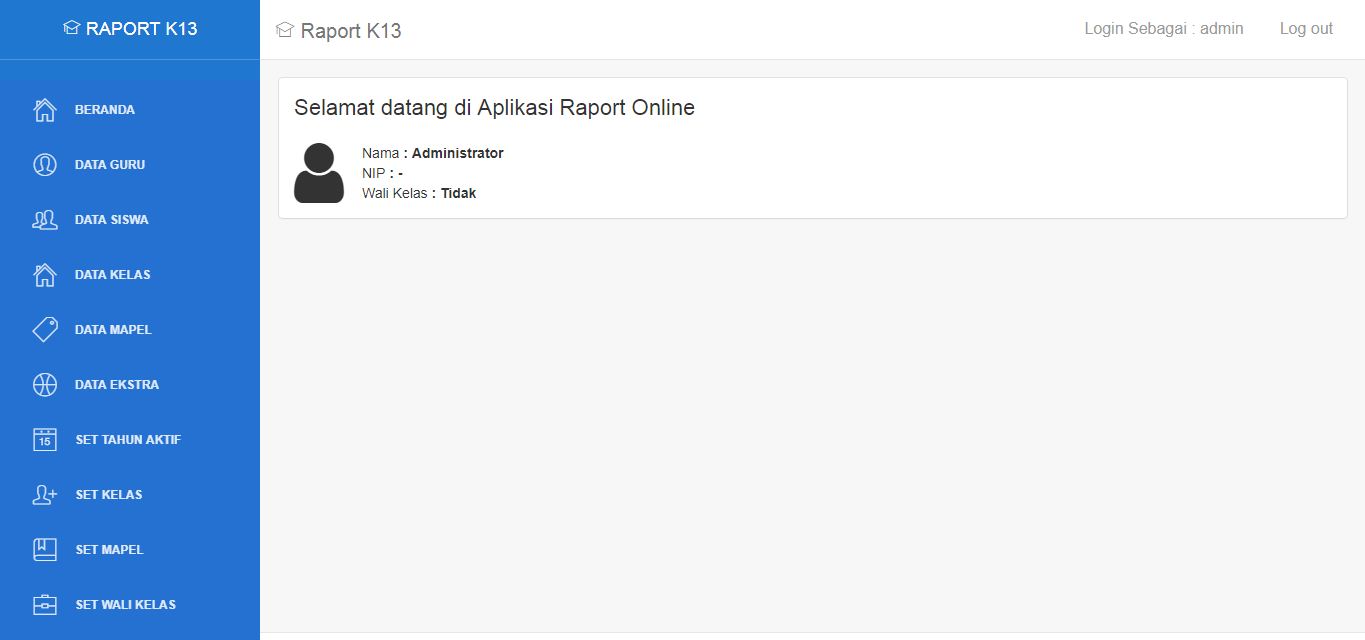 RAPORT K13
BERANDA
DATA GURU
DATA SISWA
DATA KELAS
DATA MAPEL
DATA EKSTRA
15
SET TAHUN AKTIF
SET KELAS
SET MAPEL
SET WALI KELAS
Raport K13
Login Sebagai : admin
Log out
Selamat datang di Aplikasi Raport Online
Nama : Administrator
NIP : -
Wali Kelas : Tidak